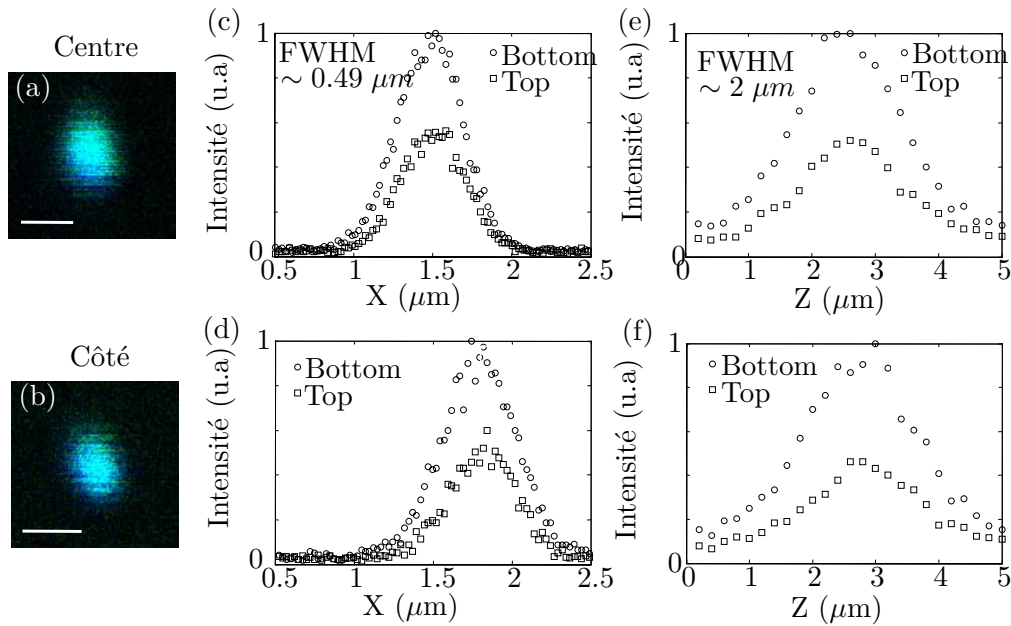 Centre
(a)
Côté
(b)
(c)
FWHM
∼ 0.49 μm
Bottom
Top
Intensité (u.a)
1
0
0.5
1
1.5
2
2.5
X (μm)
(e)
FWHM
∼ 2 μm
Bottom
Top
Intensité (u.a)
1
0
0
1
2
3
4
5
Z (μm)
(d)
Bottom
Top
Intensité (u.a)
1
0
0.5
1
1.5
2
2.5
X (μm)
(f)
Bottom
Top
Intensité (u.a)
1
0
0
1
2
3
4
5
Z (μm)